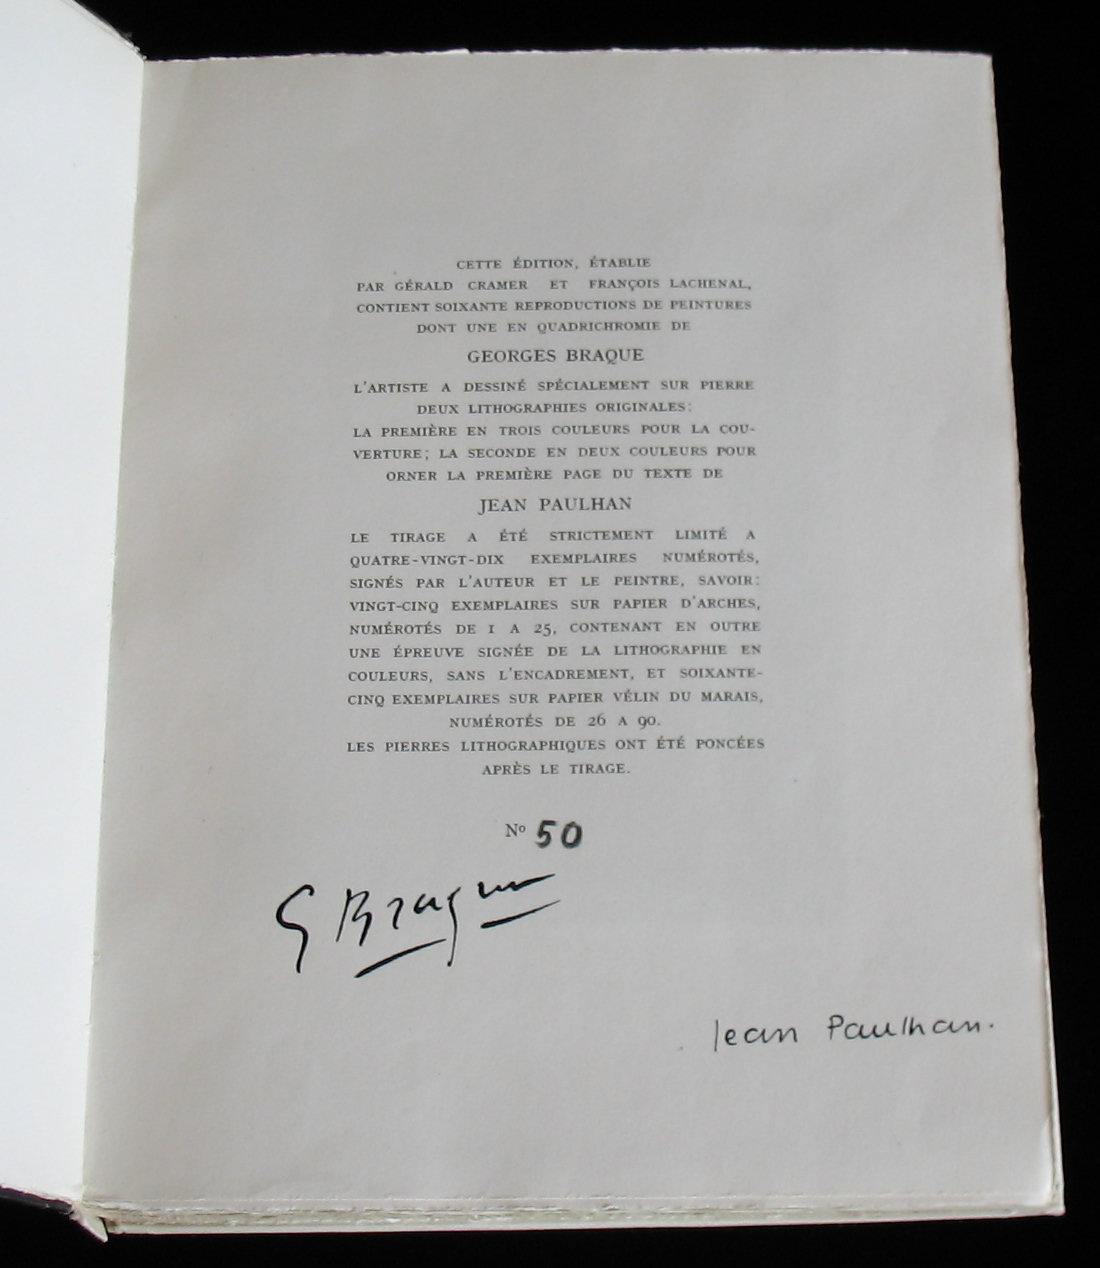 CETTE ÉDITION, ÉTABLIE
PAR GÉRALD CRAMER ET FRANÇOIS LACHENAL,
CONTIENT SOIXANTE REPRODUCTIONS DE PEINTURES
DONT UNE EN QUADRICHROMIE DE
GEORGES BRAQUE
L'ARTISTE A DESSINÉ SPÉCIALEMENT SUR PIERRE
DEUX LITHOGRAPHIES ORIGINALES:
LA PREMIÈRE EN TROIS COULEURS POUR LA COU-
VERTURE; LA SECONDE EN DEUX COULEURS POUR
ORNER LA PREMIÈRE PAGE DU TEXTE DE
JEAN PAULHAN
LE TIRAGE A ÉTÉ STRICTEMENT LIMITÉ A
QUATRE-VINGT-DIX EXEMPLAIRES NUMÉROTÉS,
SIGNÉS PAR L'AUTEUR ET LE PEINTRE, SAVOIR:
VINGT-CINQ EXEMPLAIRES SUR PAPIER D'ARCHES,
NUMÉROTÉS DE 1 A 25, CONTENANT EN OUTRE
UNE ÉPREUVE SIGNÉE DE LA LITHOGRAPHIE EN
COULEURS, SANS L'ENCADREMENT, ET SOIXANTE-
CINQ EXEMPLAIRES SUR PAPIER VÉLIN DU MARAIS,
NUMÉROTÉS DE 26 A 90.
LES PIERRES LITHOGRAPHIQUES ONT ÉTÉ PONCÉES
APRÈS LE TIRAGE.
Nº 50
G Braque
Jean Paulhan.